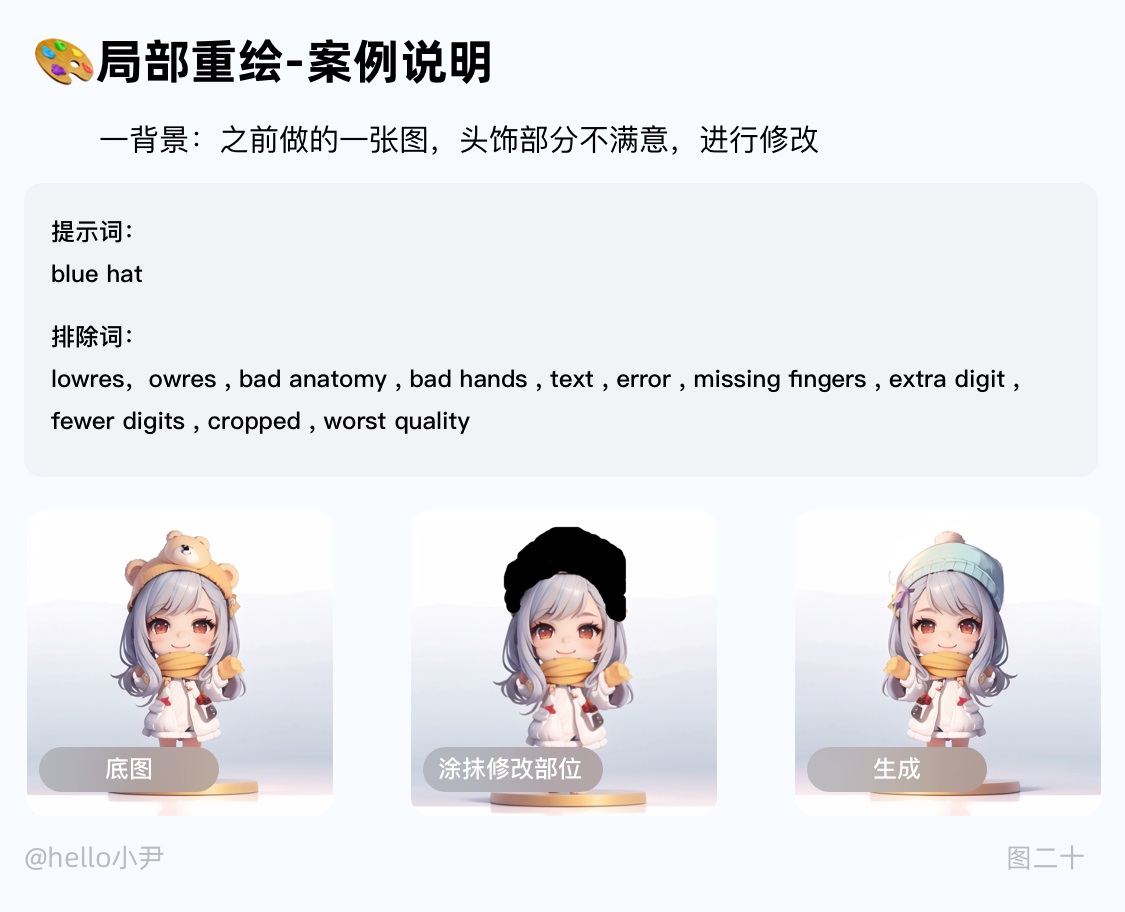 局部重绘-案例说明
一背景：之前做的一张图，头饰部分不满意，进行修改
提示词：
blue hat
排除词：
lowres，owres , bad anatomy , bad hands , text , error , missing fingers , extra digit ,
fewer digits , cropped , worst quality
底图
涂抹修改部位
生成
@hello小尹
图二十